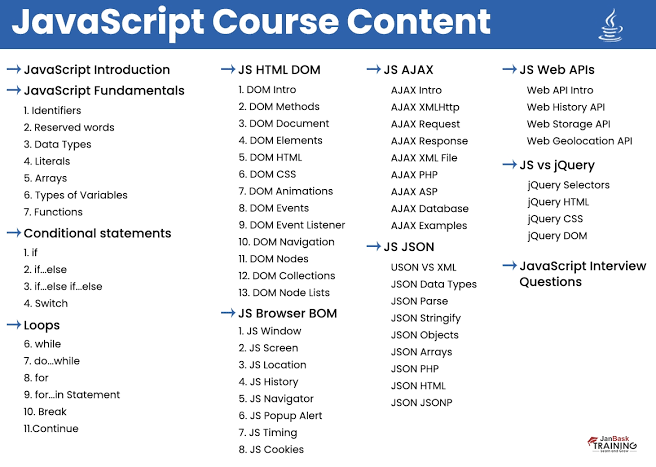 JavaScript Course Content
JavaScript Introduction
JavaScript Fundamentals
1. Identifiers
2. Reserved words
3. Data Types
4. Literals
5. Arrays
6. Types of Variables
7. Functions
Conditional statements
1. if
2. if...else
3. if...else if...else
4. Switch
Loops
6. while
7. do...while
8. for
9. for...in Statement
10. Break
11.Continue
JS HTML DOM
1. DOM Intro
2. DOM Methods
3. DOM Document
4. DOM Elements
5. DOM HTML
6. DOM CSS
7. DOM Animations
8. DOM Events
9. DOM Event Listener
10. DOM Navigation
11. DOM Nodes
12. DOM Collections
13. DOM Node Lists
JS Browser BOM
1. JS Window
2. JS Screen
3. JS Location
4. JS History
5. JS Navigator
6. JS Popup Alert
7. JS Timing
8. JS Cookies
JS AJAX
AJAX Intro
AJAX XMLHttp
AJAX Request
AJAX Response
AJAX XML File
AJAX PHP
AJAX ASP
AJAX Database
AJAX Examples
JS JSON
USON VS XML
JSON Data Types
JSON Parse
JSON Stringify
JSON Objects
JSON Arrays
JSON PHP
JSON HTML
JSON JSONP
JS Web APIs
Web API Intro
Web History API
Web Storage API
Web Geolocation API
JS vs jQuery
jQuery Selectors
jQuery HTML
jQuery CSS
jQuery DOM
JavaScript Interview
Questions
JanBask
TRAINING
Learn and Grow